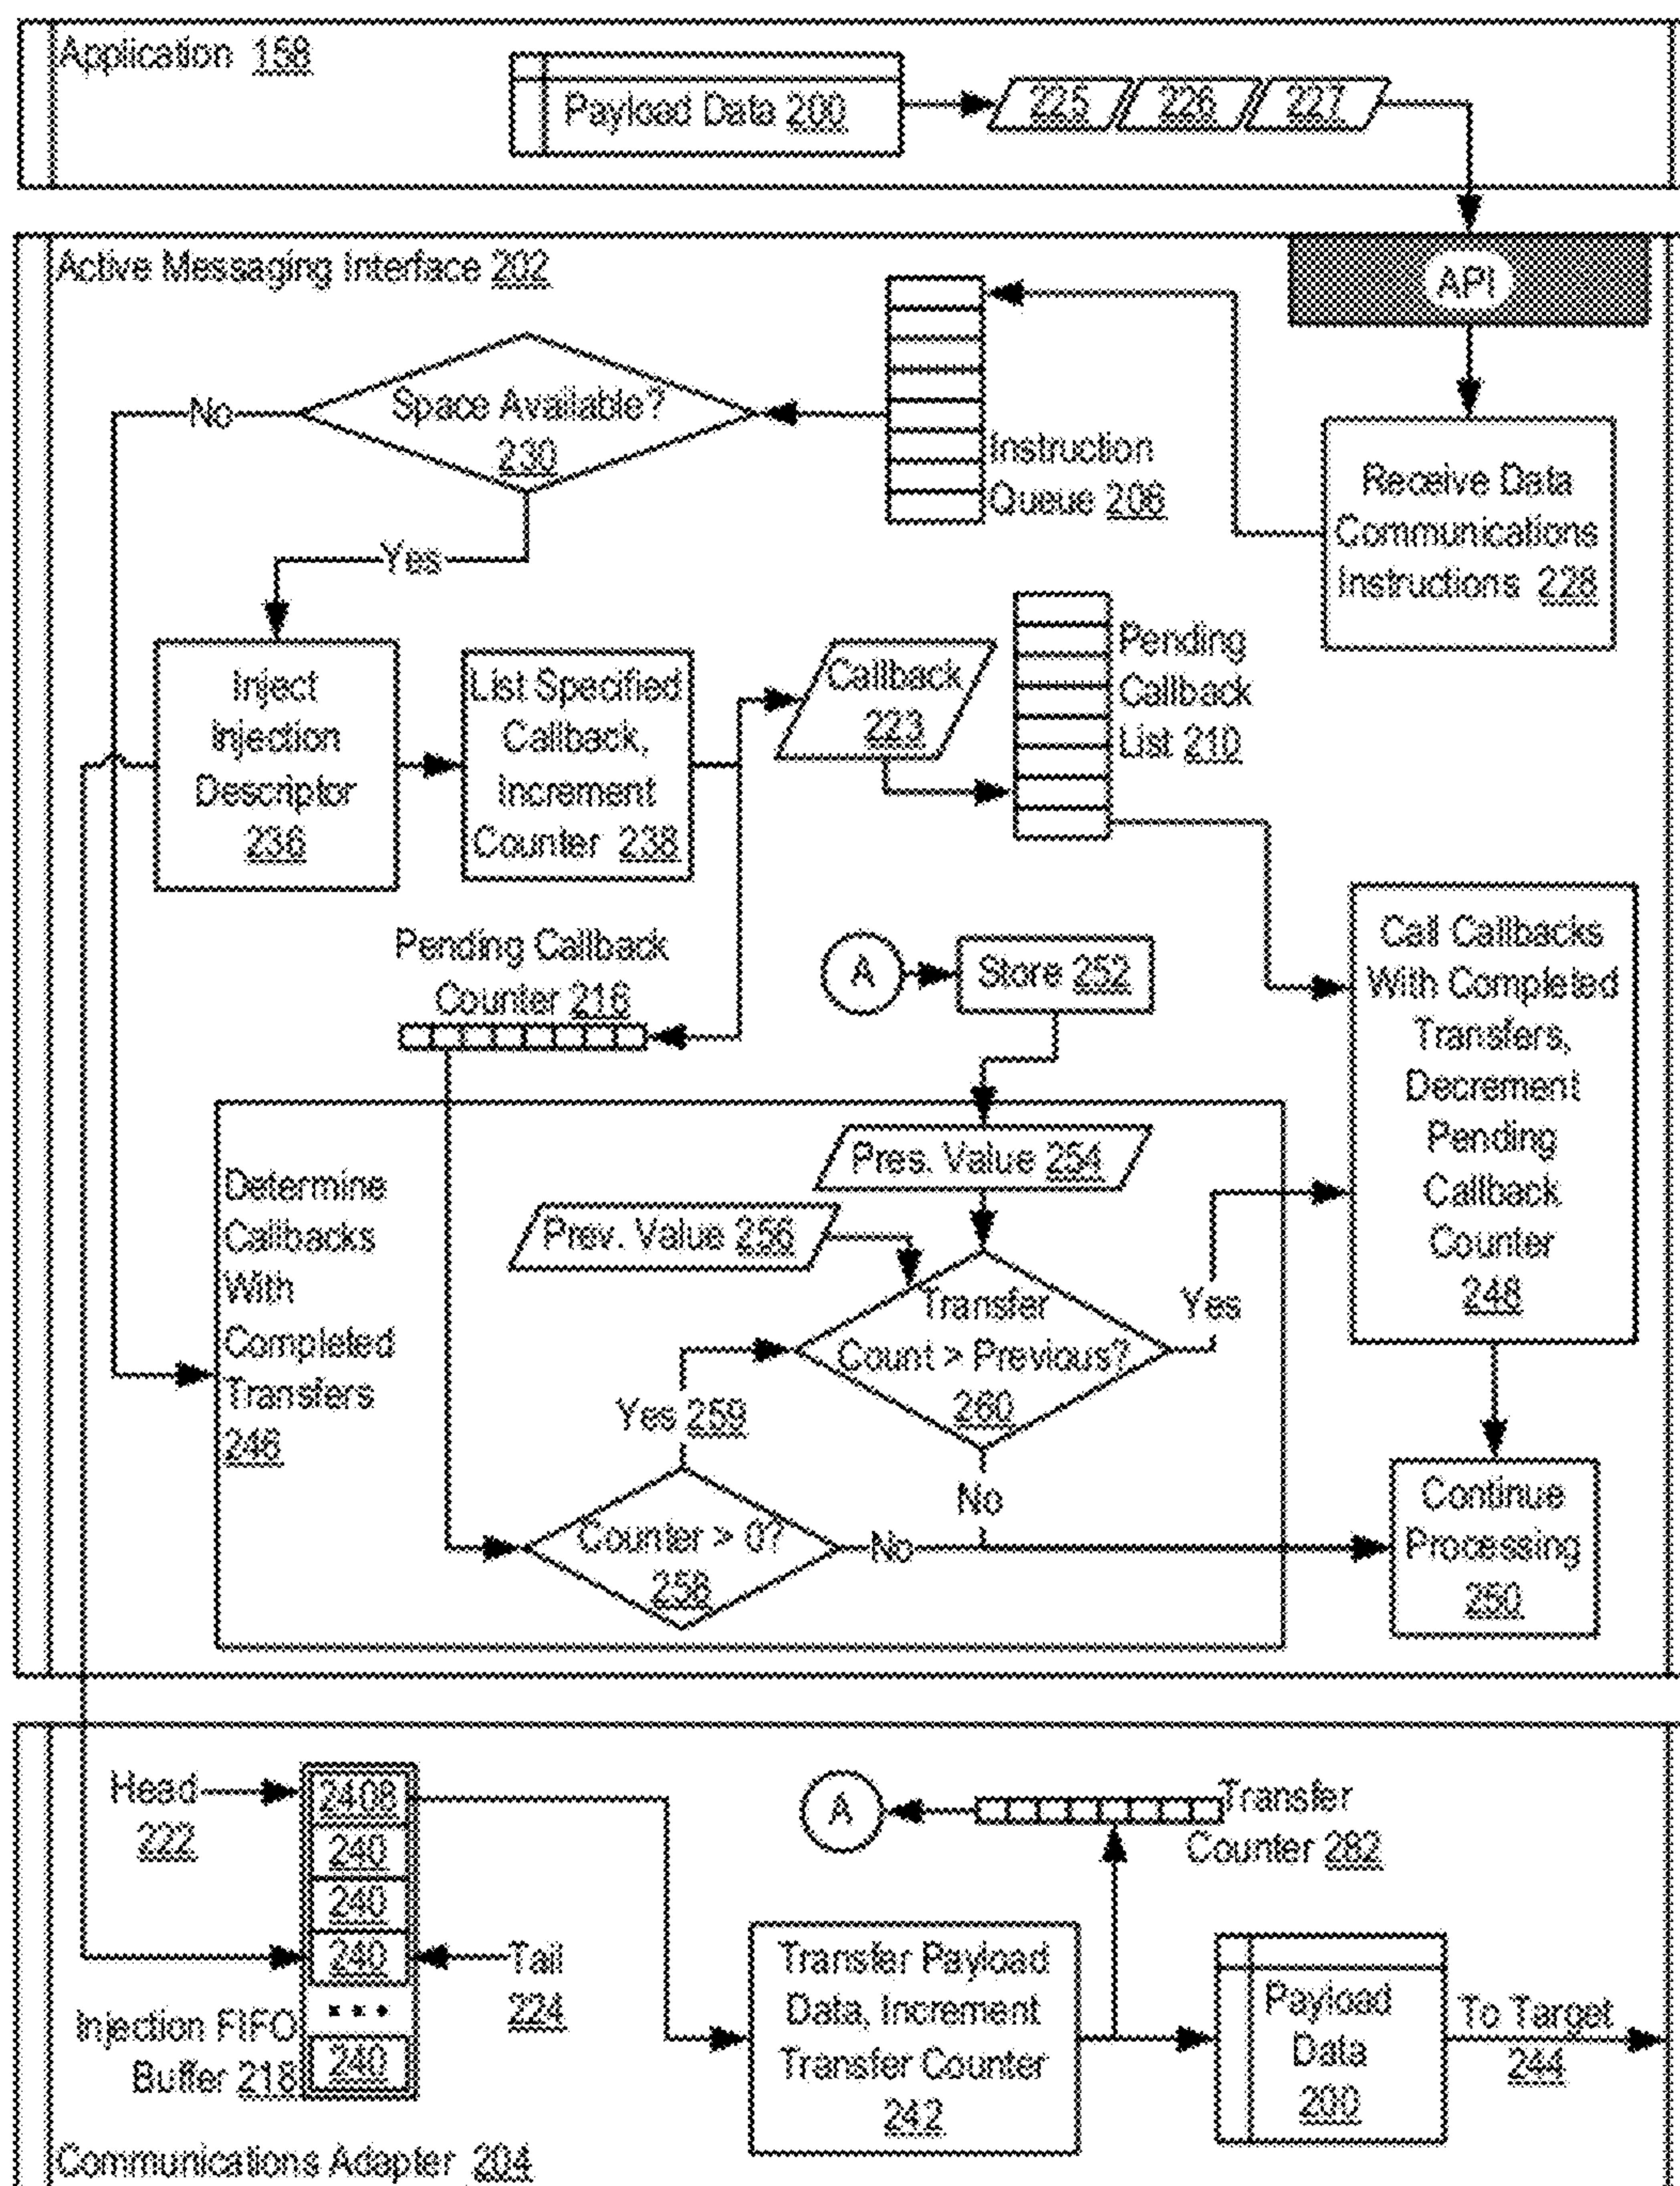 Application 158
Payload Data 200
225
226
227
Active Messaging Interface 202
API
Space Available?
230
No
Yes
Instruction
Queue 206
Receive Data
Communications
Instructions 228
Inject
Injection
Descriptor
236
List Specified
Callback,
Increment
Counter 238
Callback
223
Pending
Callback
List 210
Pending Callback
Counter 216
A
Store 252
Call Callbacks
With Completed
Transfers,
Decrement
Pending
Callback
Counter
248
Determine
Callbacks
With
Completed
Transfers
246
Pres. Value 254
Prev. Value 256
Transfer
Count > Previous?
260
Yes
Yes 259
No
Counter > 0?
258
No
Continue
Processing
250
Head
222
2408
240
240
240
• • •
240
Tail
224
Injection FIFO
Buffer 218
A
Transfer
Counter 282
Transfer Payload
Data, Increment
Transfer Counter
242
Payload
Data
200
To Target
244
Communications Adapter 204